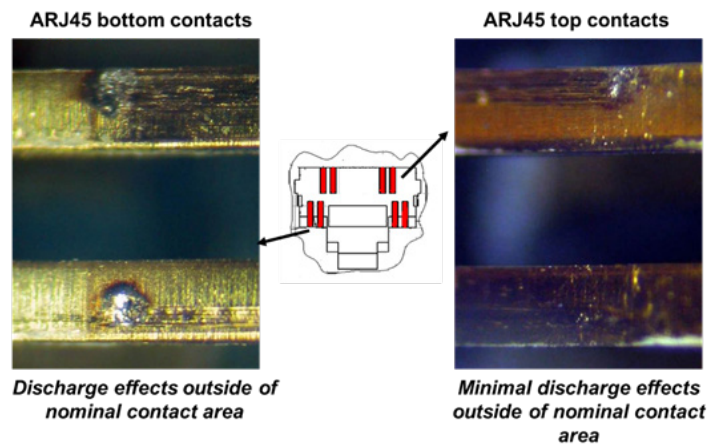 ARJ45 bottom contacts
ARJ45 top contacts
Discharge effects outside of
nominal contact area
Minimal discharge effects
outside of nominal contact
area